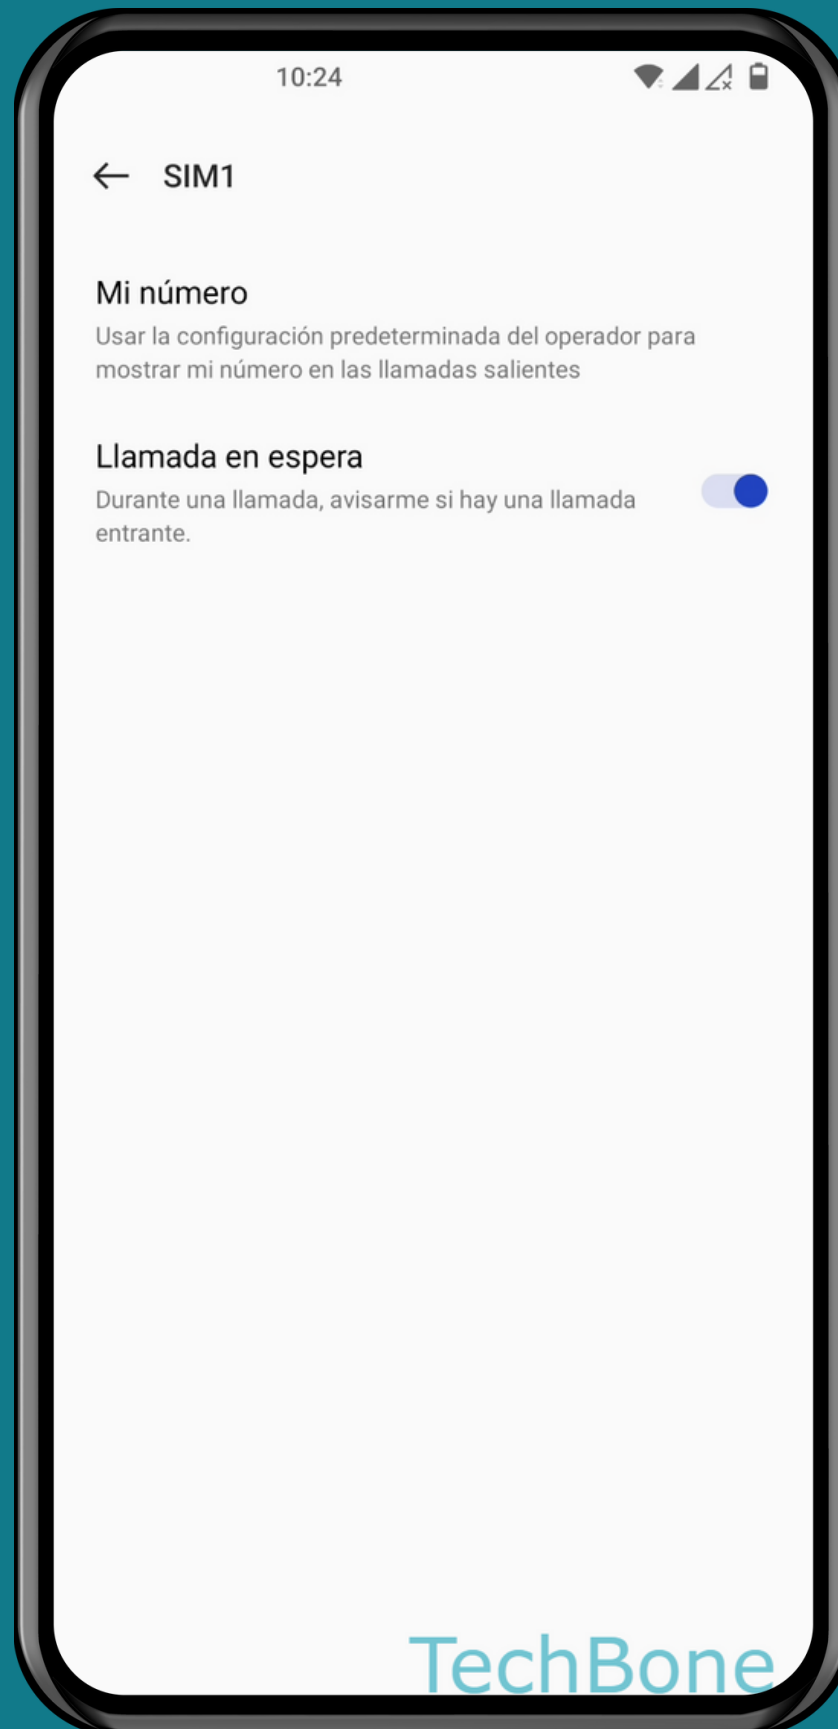 10:24
SIM1
Mi número
Usar la configuración predeterminada del operador para
mostrar mi número en las llamadas salientes
Llamada en espera
Durante una llamada, avisarme si hay una llamada
entrante.
TechBone